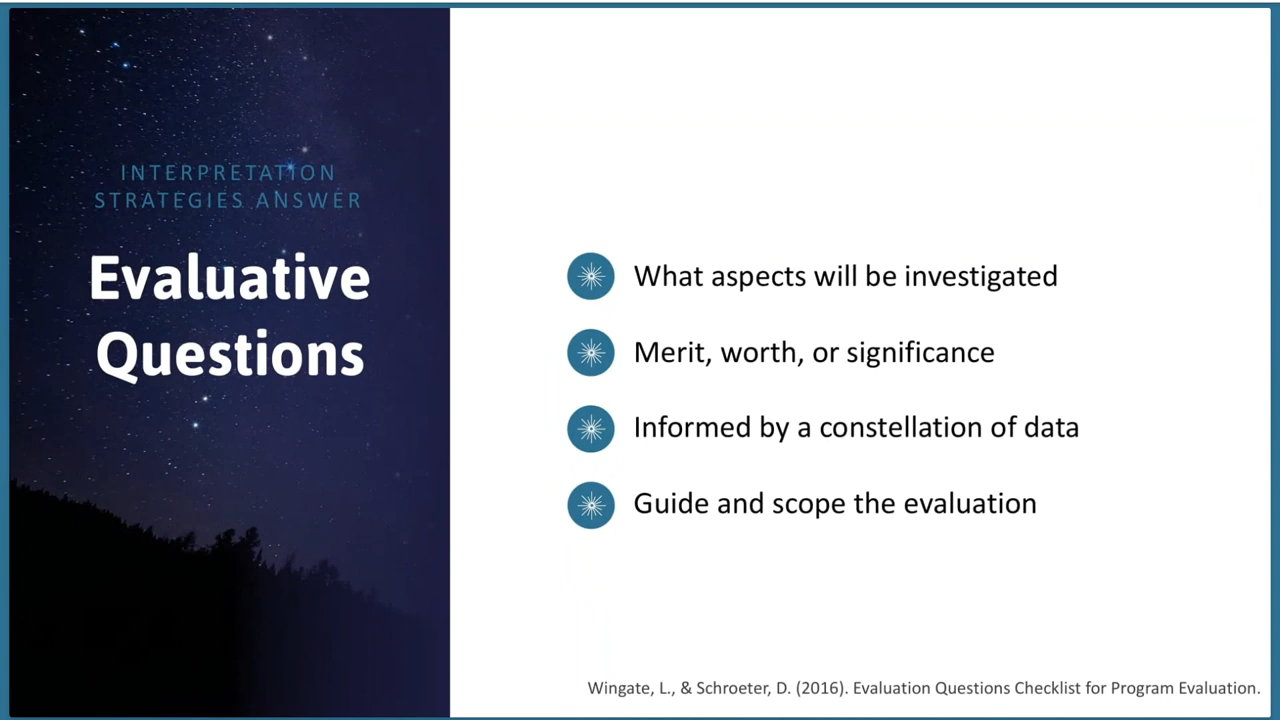 INTERPRETATION
STRATEGIES ANSWER
Evaluative
Questions
What aspects will be investigated
Merit, worth, or significance
Informed by a constellation of data
Guide and scope the evaluation
Wingate, L., & Schroeter, D. (2016). Evaluation Questions Checklist for Program Evaluation.